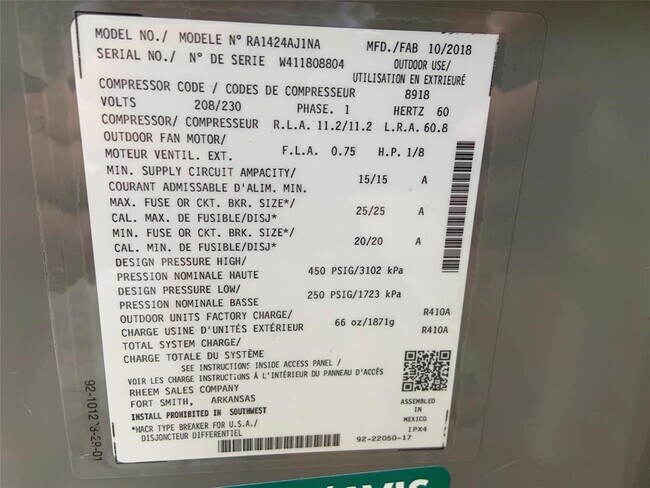 MODEL NO./ MODELE N° RA1424AJ1NA MFD./FAB 10/2018
SERIAL NO./ N° DE SERIE W411808804 OUTDOOR USE/
UTILISATION EN EXTRIEURÉ
COMPRESSOR CODE / CODES DE COMPRESSEUR 8918
VOLTS 208/230 PHASE. 1 HERTZ 60
COMPRESSOR/ COMPRESSEUR R.L.A. 11.2/11.2 L.R.A. 60.8
OUTDOOR FAN MOTOR/
MOTEUR VENTIL. EXT. F.L.A. 0.75 H.P. 1/8
MIN. SUPPLY CIRCUIT AMPACITY/
COURANT ADMISSABLE D'ALIM. MIN. 15/15 A
MAX. FUSE OR CKT. BRK. SIZE*/
CAL. MAX. DE FUSIBLE/DISJ* 25/25 A
MIN. FUSE OR CKT. BRK. SIZE*/
CAL. MIN. DE FUSIBLE/DISJ* 20/20 A
DESIGN PRESSURE HIGH/
PRESSION NOMINALE HAUTE 450 PSIG/3102 kPa
DESIGN PRESSURE LOW/
PRESSION NOMINALE BASSE 250 PSIG/1723 kPa
OUTDOOR UNITS FACTORY CHARGE/ R410A
CHARGE USINE D'UNITÉS EXTÉRIEUR 66 oz/1871g R410A
TOTAL SYSTEM CHARGE/
CHARGE TOTALE DU SYSTÈME
SEE INSTRUCTIONS INSIDE ACCESS PANEL /
VOIR LES CHARGE INSTRUCTIONS Á L'INTÉRIEUR DU PANNEAU D'ACCÉS
RHEEM SALES COMPANY
FORT SMITH, ARKANSAS
INSTALL PROHIBITED IN SOUTHWEST
*HACR TYPE BREAKER FOR U.S.A./
DISJONCTEUR DIFFERENTIEL
ASSEMBLED
IN
MEXICO
IPX4
92-22050-17